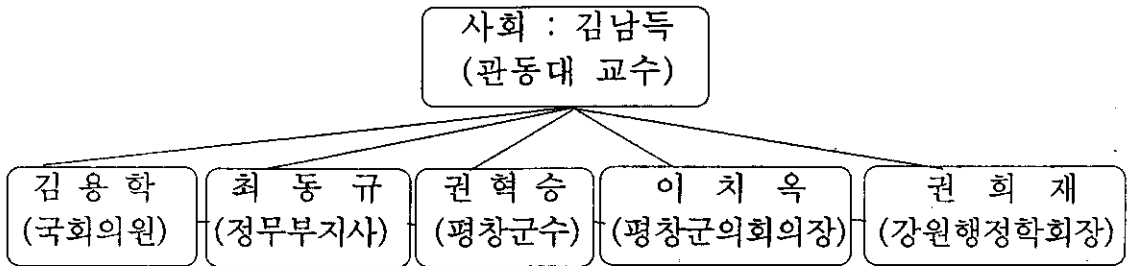 사회 : 김남득
(관동대 교수)
김 용 학
(국회의원)
최 동 규
(정무부지사)
권 혁 승
(평창군수)
이 치 옥
(평창군의회의장)
권 희 재
(강원행정학회장)